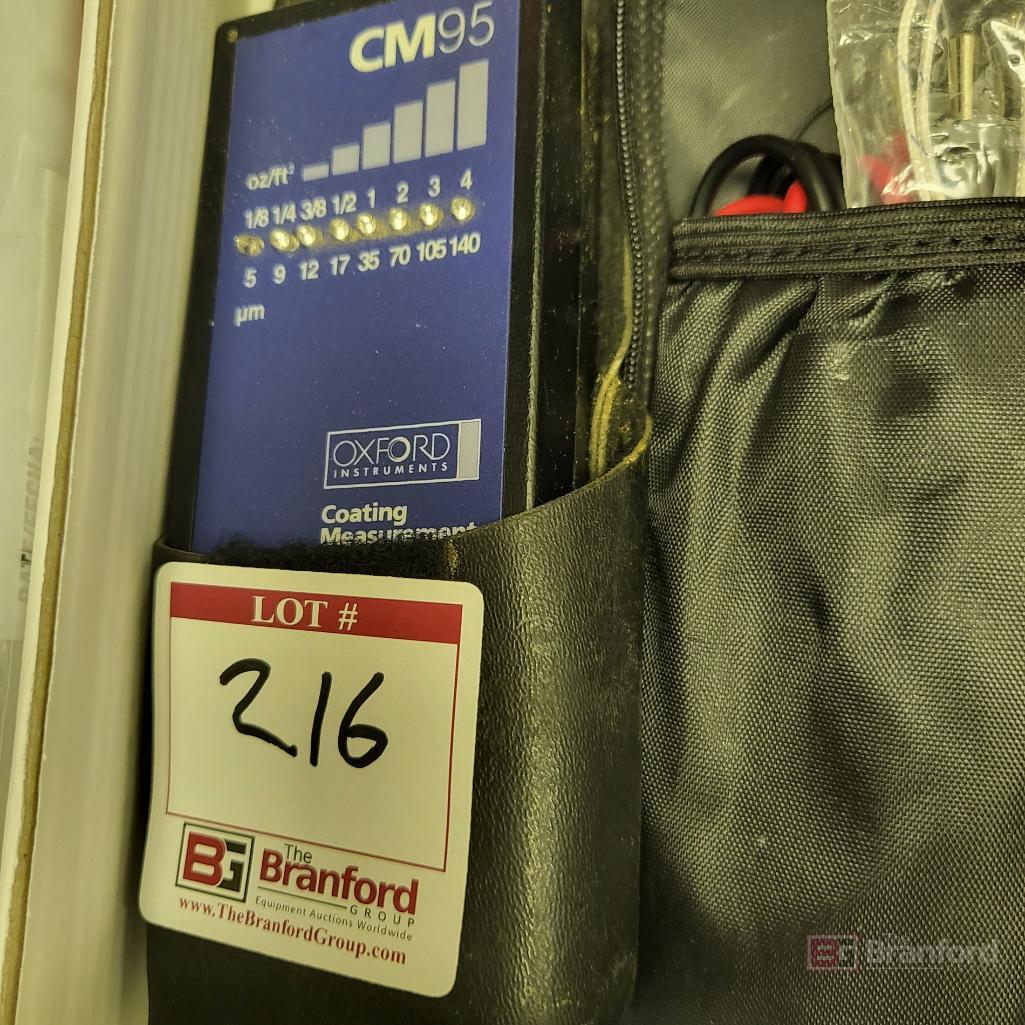 CM95
oz/ft²
1/8 1/4 3/8 1/2 1 2 3 4
5 9 12 17 35 70 105 140
µm
OXFORD
INSTRUMENTS
Coating
Measurement
LOT #
216
BG The
Branford
GROUP
Equipment Auctions Worldwide
www.TheBranfordGroup.com
BG Branford